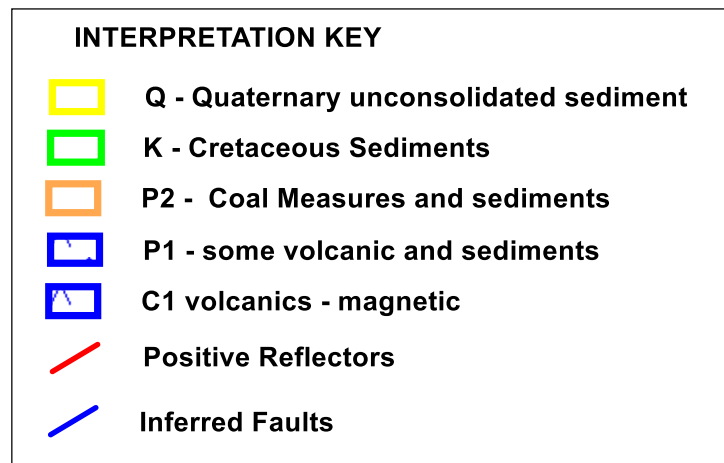 INTERPRETATION KEY
Q - Quaternary unconsolidated sediment
K - Cretaceous Sediments
P2 - Coal Measures and sediments
P1 - some volcanic and sediments
C1 volcanics - magnetic
Positive Reflectors
Inferred Faults